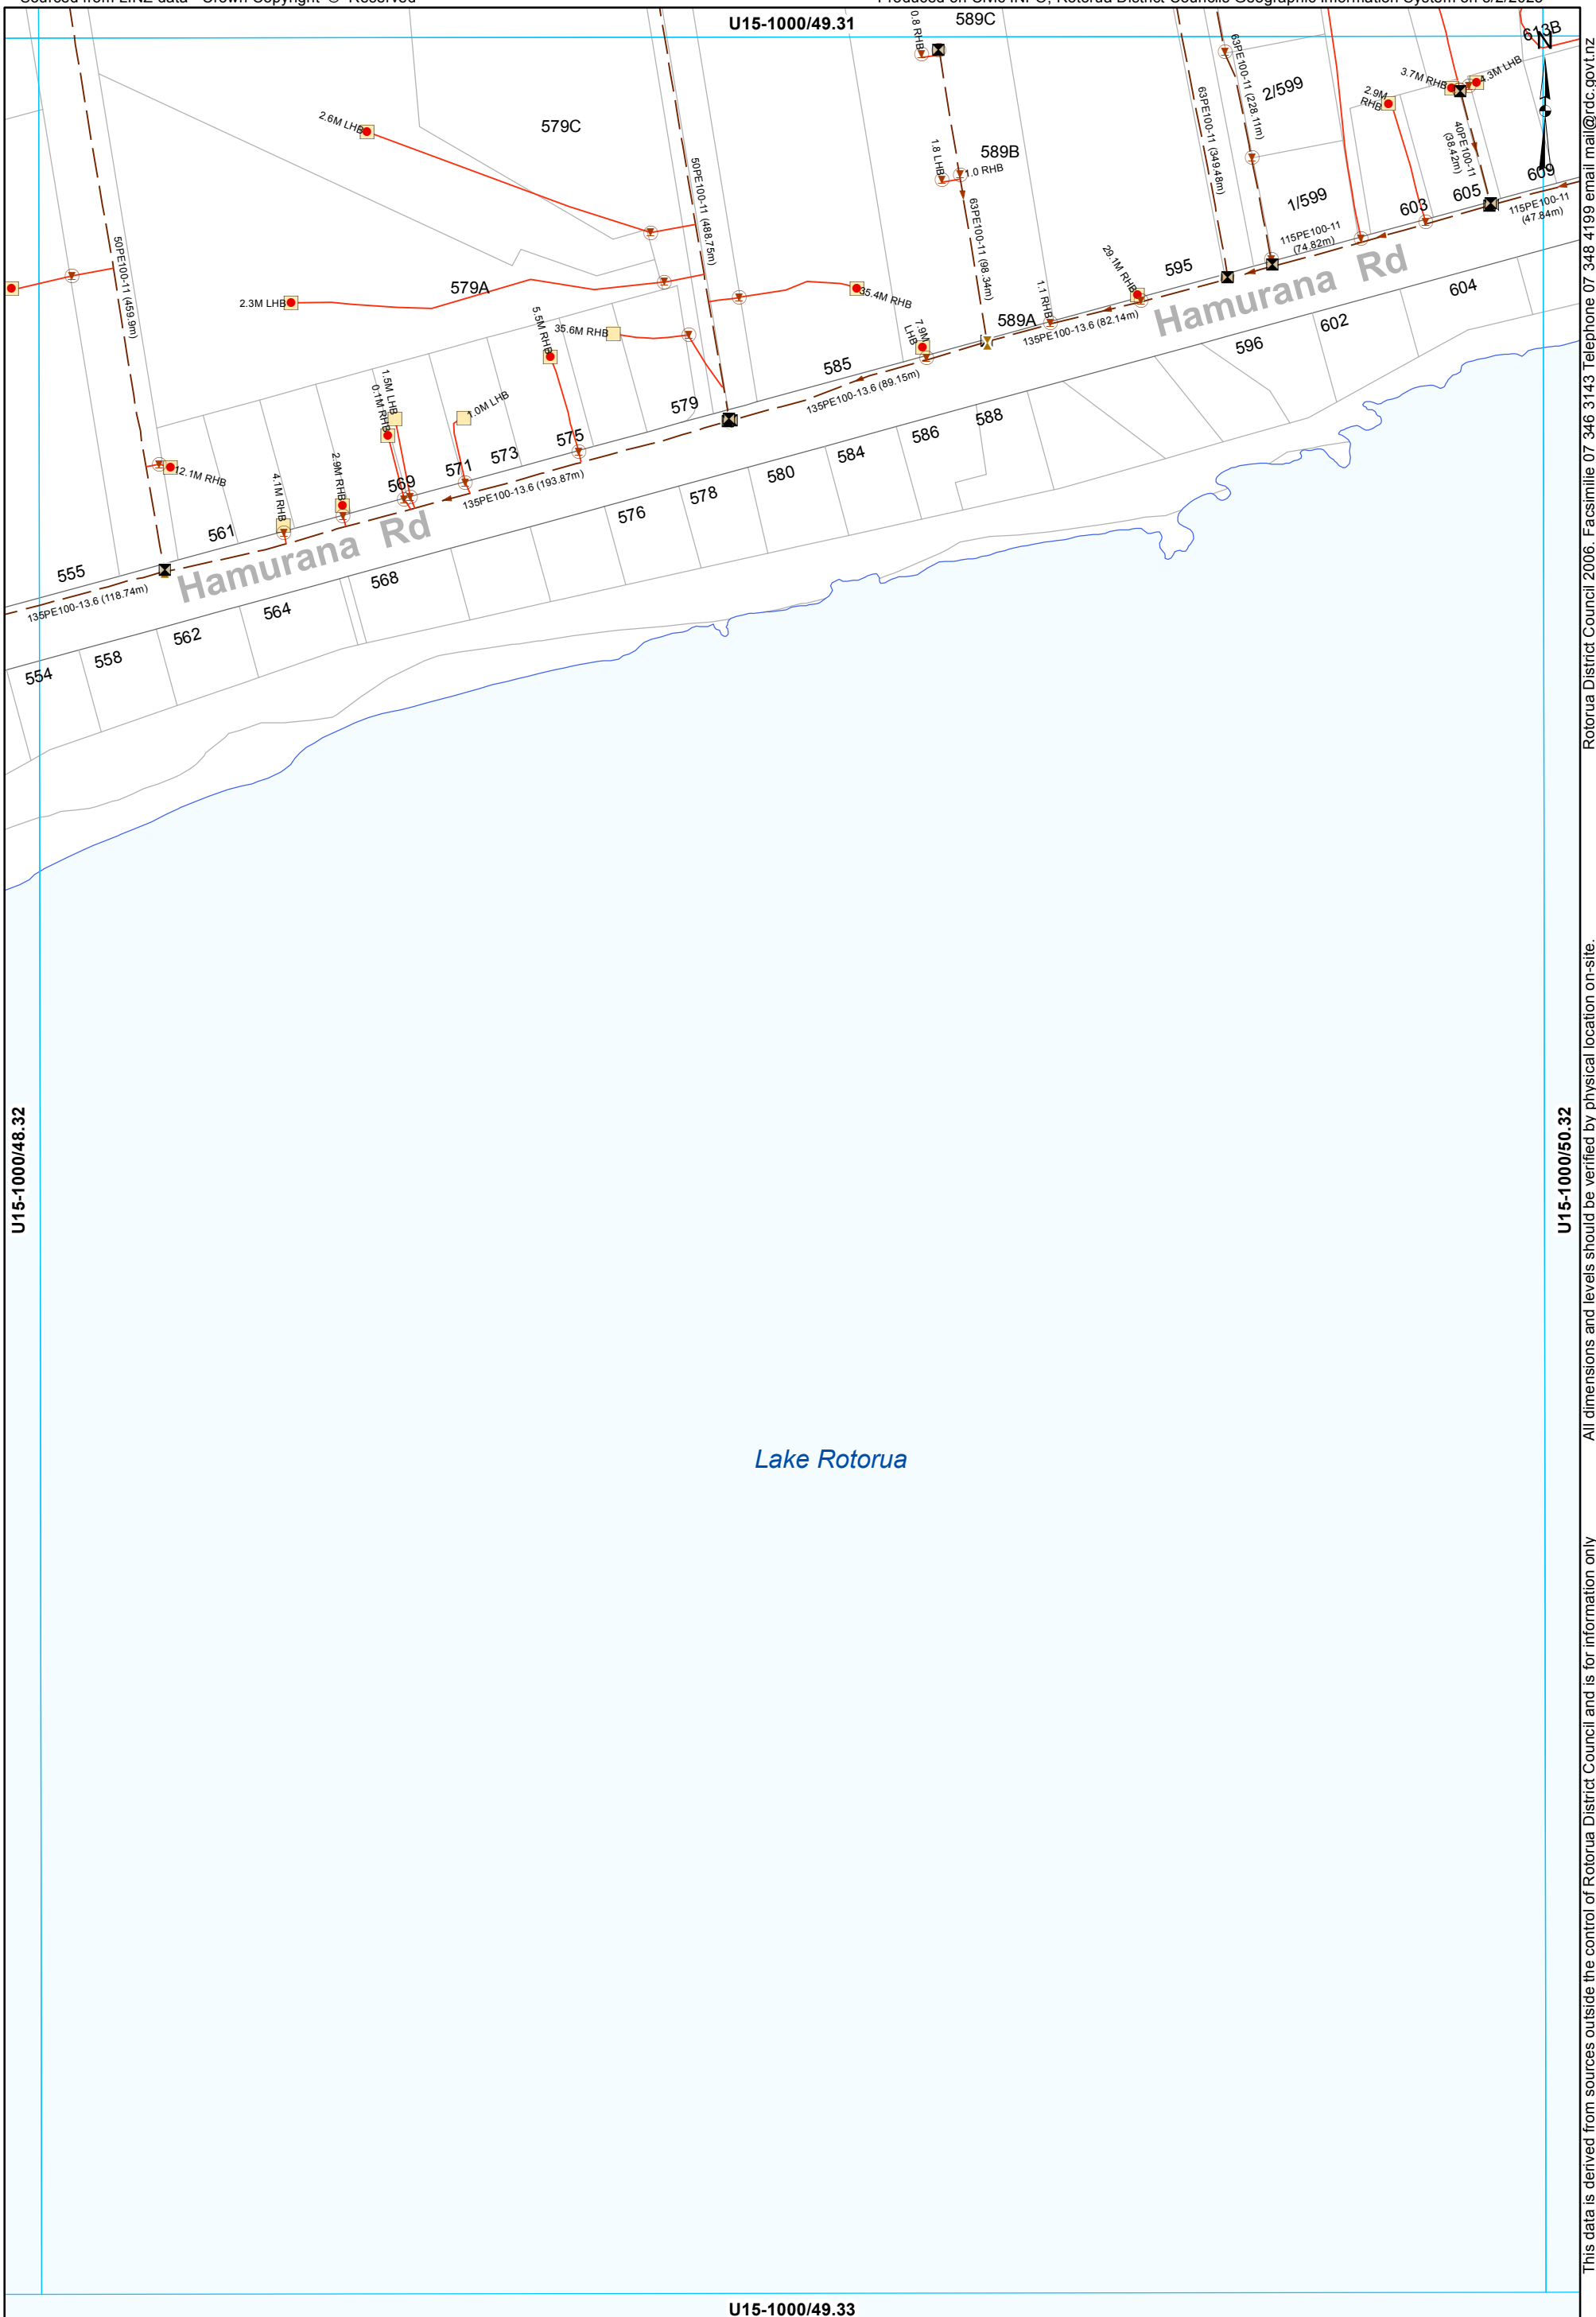 U15-1000/49.31
589C
613B
N
0.8 RHB
63PE100-11 (228.11m)
2/599
3.7M RHB
4.3M LHB
2.9M
RHB
63PE100-11 (349.48m)
40PE100-11
(38.42m)
2.6M LHB
579C
1.8 LHB
589B
1.0 RHB
50PE100-11 (488.75m)
63PE100-11 (98.34m)
1/599
603
605
609
115PE100-11
(47.84m)
115PE100-11
(74.82m)
50PE100-11 (459.9m)
2.3M LHB
579A
35.4M RHB
1.1 RHB
29.1M RHB
595
Hamurana Rd
604
5.5M RHB
35.6M RHB
7.9M
LHB
589A
135PE100-13.6 (82.14m)
602
596
585
135PE100-13.6 (89.15m)
1.5M LHB
0.1M RHB
1.0M LHB
579
588
586
584
580
578
576
575
573
571
569
135PE100-13.6 (193.87m)
12.1M RHB
4.1M RHB
2.9M RHB
561
555
Hamurana Rd
135PE100-13.6 (118.74m)
568
564
562
558
554
U15-1000/48.32
U15-1000/50.32
Lake Rotorua
U15-1000/49.33
Rotorua District Council 2006. Facsimilie 07 346 3143 Telephone 07 348 4199 email mail@rdc.govt.nz
All dimensions and levels should be verified by physical location on-site.
This data is derived from sources outside the control of Rotorua District Council and is for information only